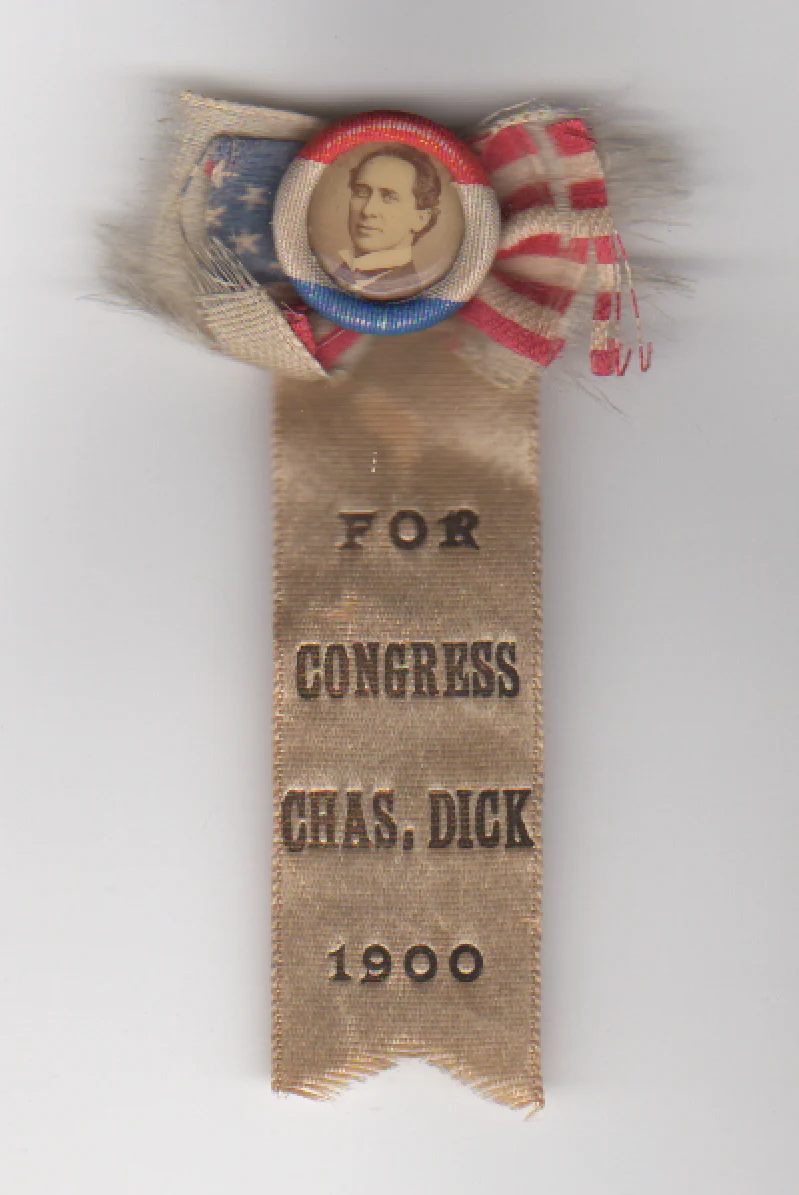 FOR
CONGRESS
CHAS, DICK
1900